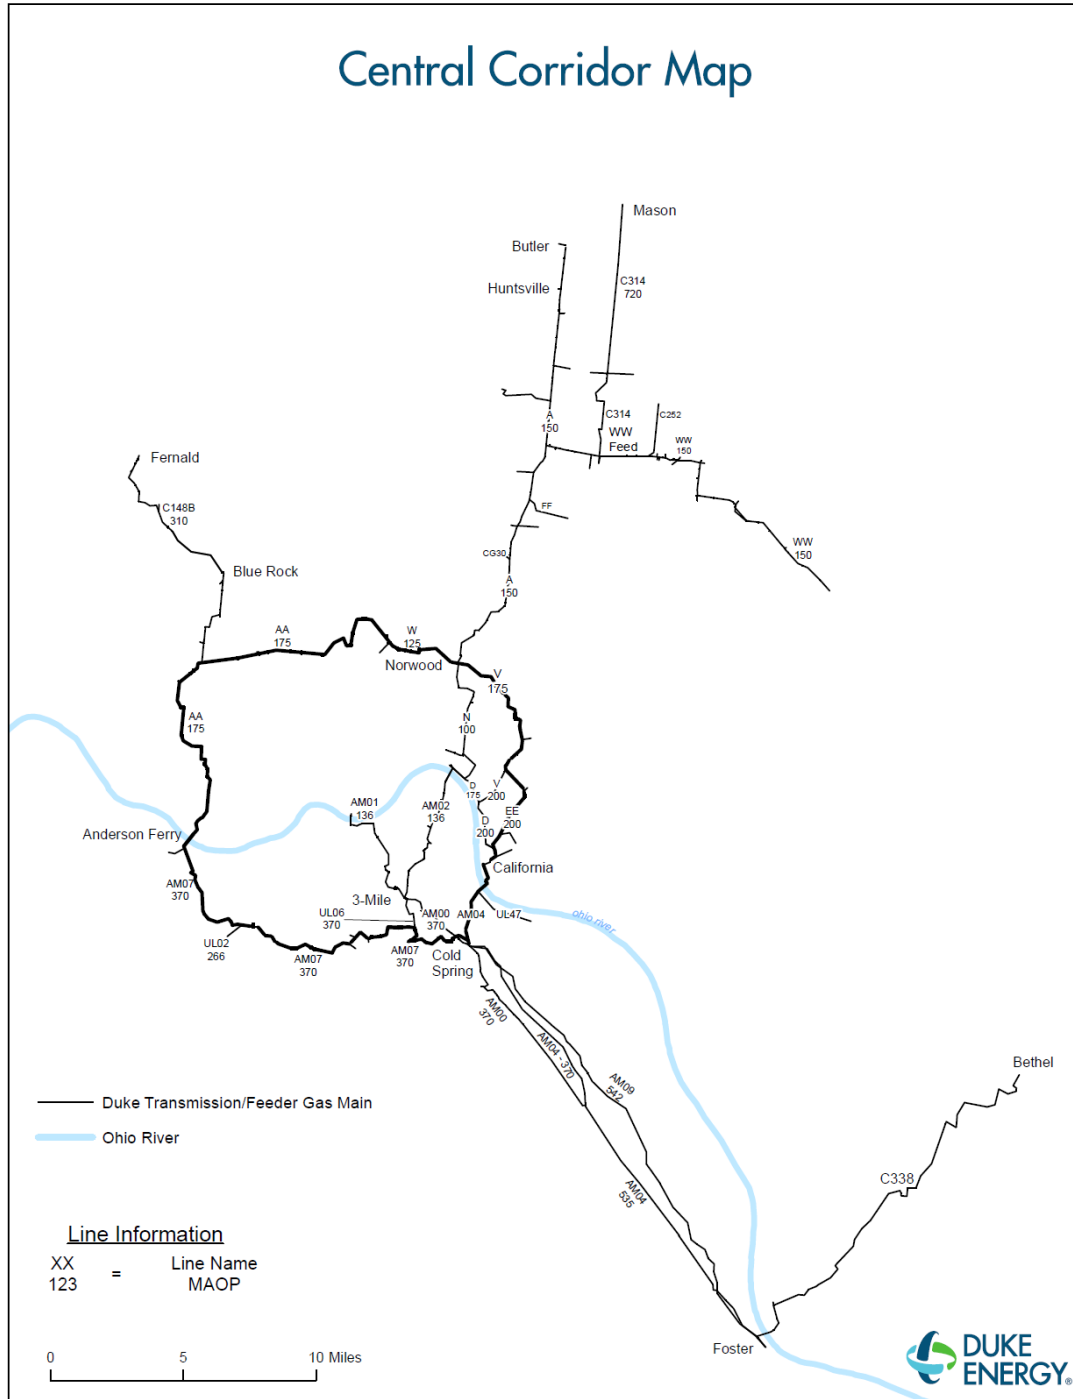 Central Corridor Map
Mason
Butler
C314
720
Huntsville
A
150
C314
C252
WW
Feed
WW
150
Fernald
C148B
310
FF
WW
150
CG30
Blue Rock
A
150
AA
175
W
125
Norwood
V
175
AA
175
N
100
D
175
V
200
AM01
136
AM02
136
EE
200
D
200
Anderson Ferry
California
AM07
370
3-Mile
UL06
370
AM00
370
AM04
UL47
ohio river
UL02
266
AM07
370
AM07
370
Cold
Spring
AM00
370
AM04 - 370
AM09
542
Bethel
Duke Transmission/Feeder Gas Main
Ohio River
C338
AM04
535
Line Information
XX
123
=
Line Name
MAOP
Foster
0 5 10 Miles
DUKE
ENERGY®